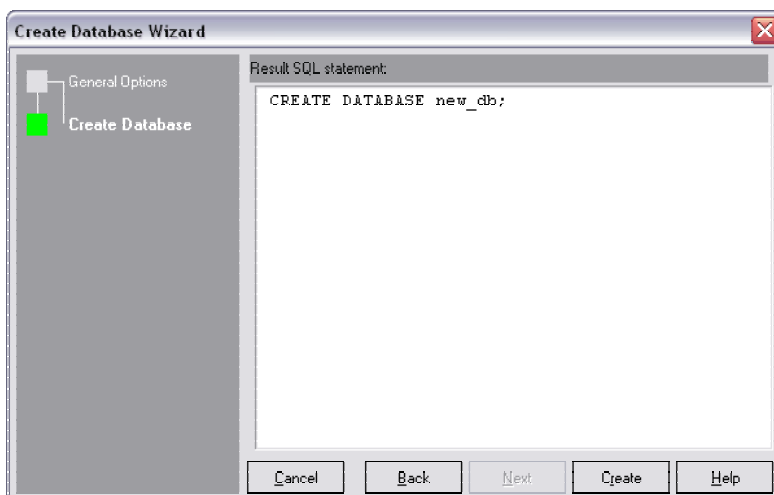 Create Database Wizard
General Options
Create Database
Result SQL statement:
CREATE DATABASE new_db;
Cancel
Back
Next
Create
Help